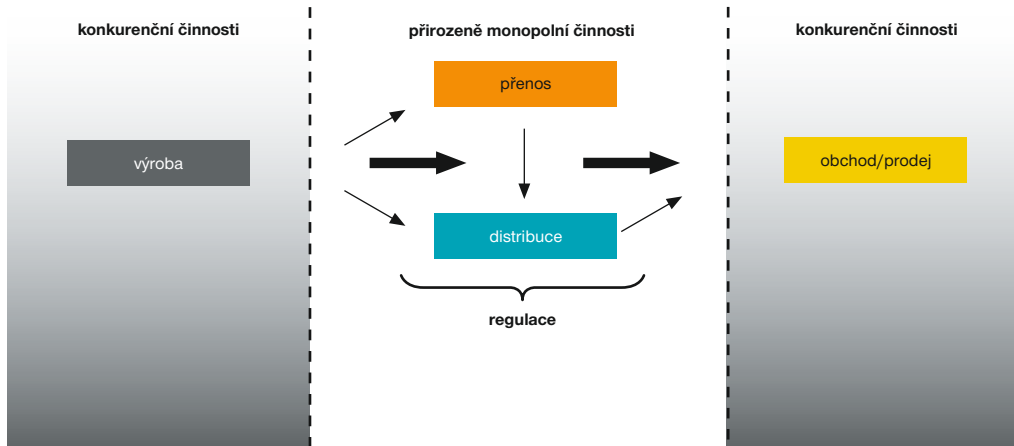 konkurenční činnosti
přirozeně monopolní činnosti
konkurenční činnosti
přenos
výroba
obchod/prodej
distribuce
regulace